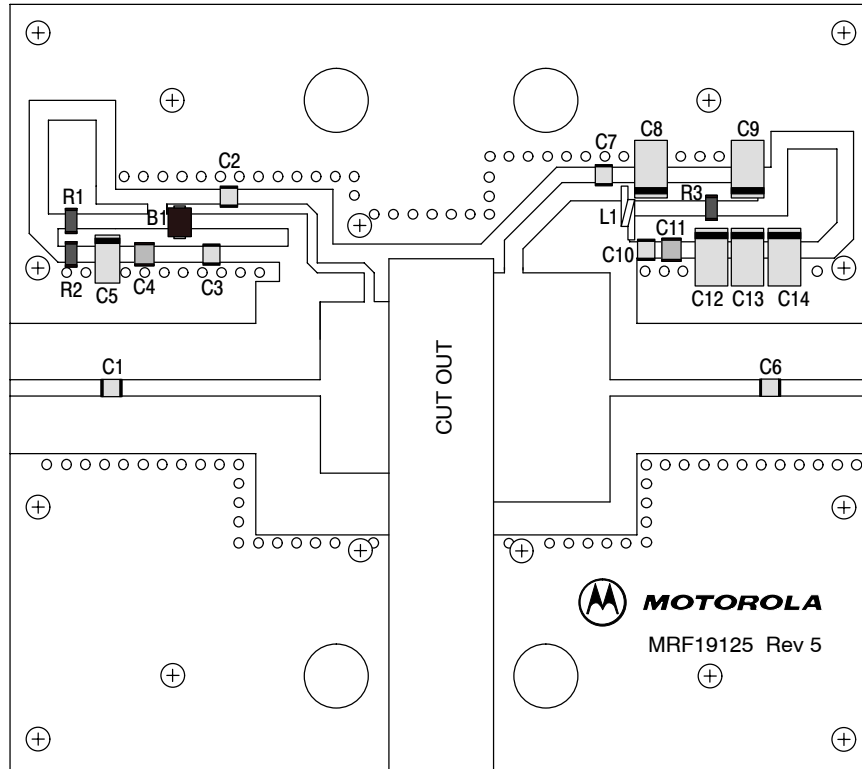 C2
C7
C8
C9
R1
B1
R3
L1
C11
C10
R2
C5
C4
C3
C12
C13
C14
C1
C6
CUT OUT
MOTOROLA
MRF19125 Rev 5